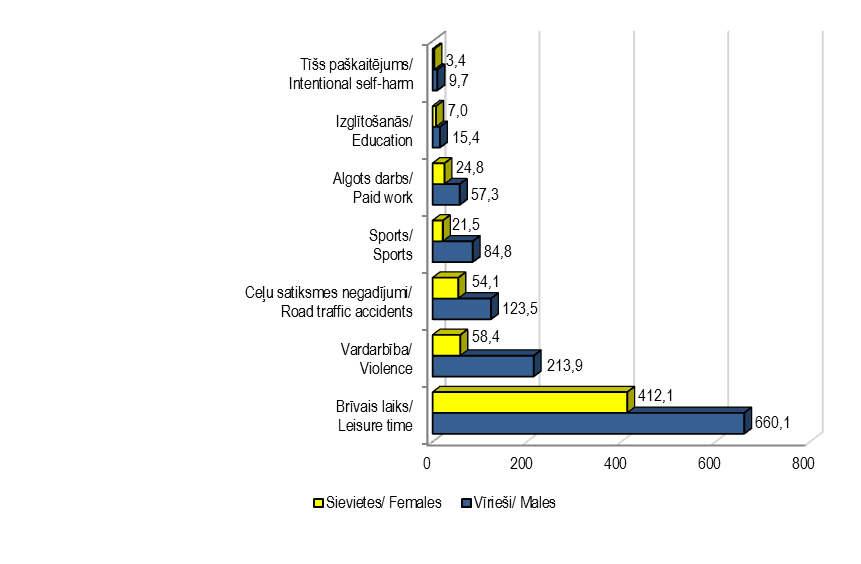 Tīšs paškaitējums/
Intentional self-harm
3,4
9,7
Izglītošanās/
Education
7,0
15,4
Algots darbs/
Paid work
24,8
57,3
Sports/
Sports
21,5
84,8
Ceļu satiksmes negadījumi/
Road traffic accidents
54,1
123,5
Vardarbība/
Violence
58,4
213,9
Brīvais laiks/
Leisure time
412,1
660,1
0 200 400 600 800
Sievietes/ Females Vīrieši/ Males